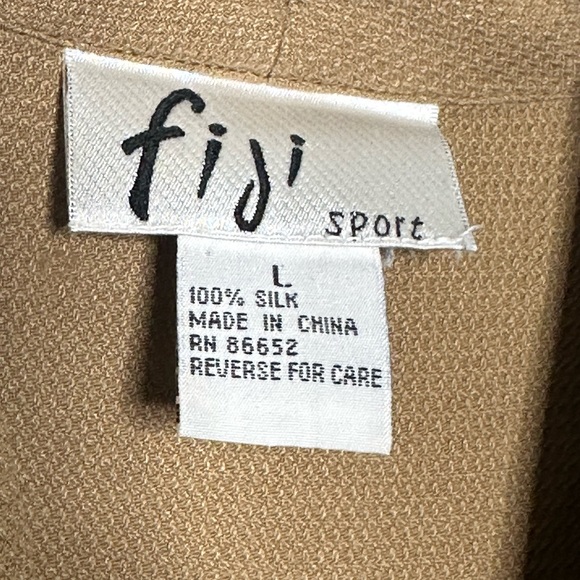 fiji
sport
L
100% SILK
MADE IN CHINA
RN 86652
REVERSE FOR CARE